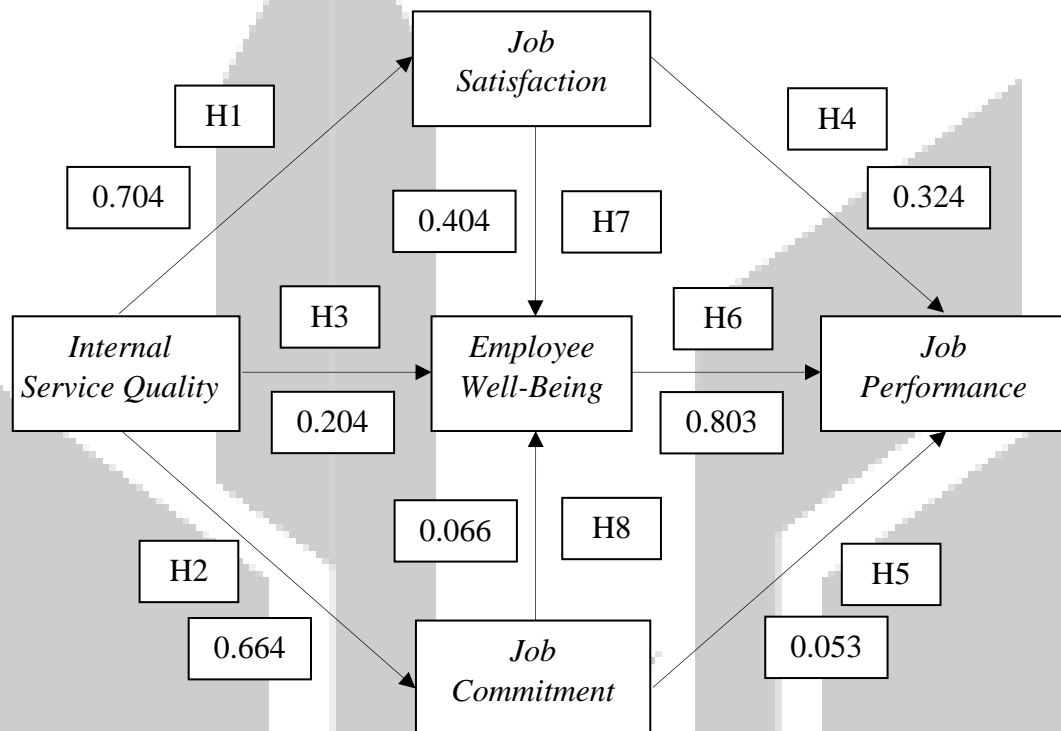 Job
Satisfaction
H1
H4
0.704
0.324
0.404
H7
H3
H6
Internal
Service Quality
Employee
Well-Being
Job
Performance
0.204
0.803
0.066
H8
H2
H5
0.664
0.053
Job
Commitment